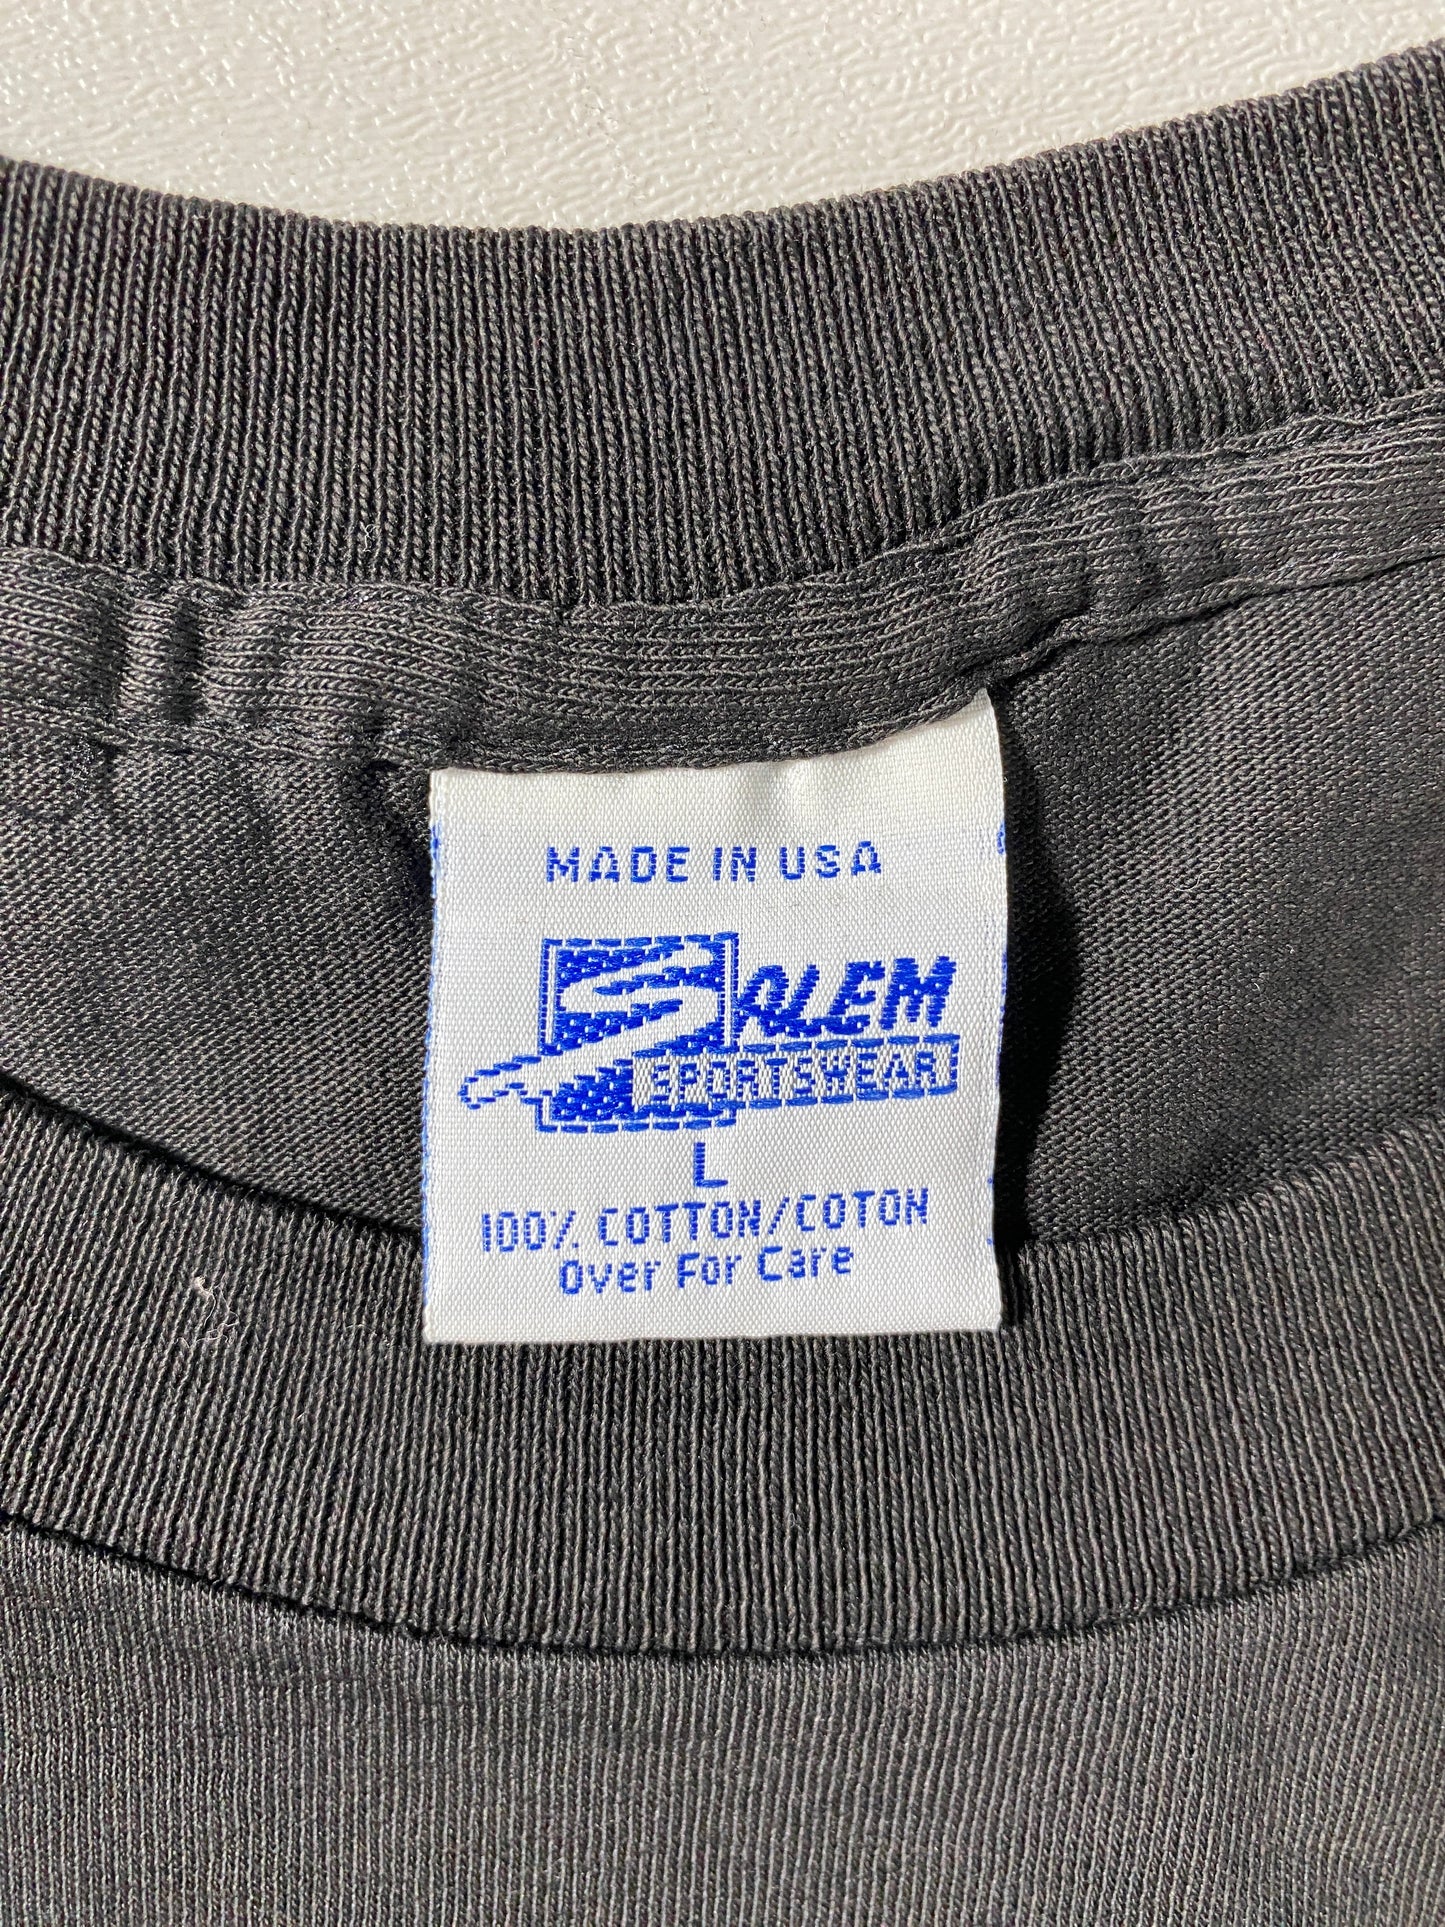 MADE IN USA
SALEM
SPORTSWEAR
L
100% COTTON/COTON
Over For Care